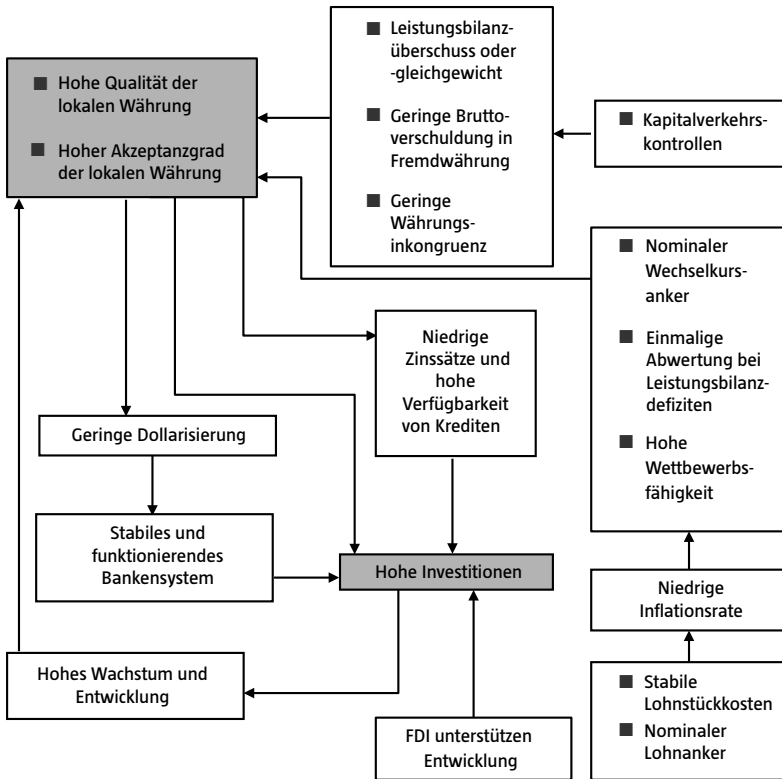 ■ Hohe Qualität der
lokalen Währung
■ Hoher Akzeptanzgrad
der lokalen Währung
■ Leistungsbilanz-
überschuss oder
-gleichgewicht
■ Geringe Brutto-
verschuldung in
Fremdwährung
■ Geringe
Währungs-
inkongruenz
■ Kapitalverkehrs-
kontrollen
■ Nominaler
Wechselkurs-
anker
■ Einmalige
Abwertung bei
Leistungsbilanz-
defiziten
■ Hohe
Wettbewerbs-
fähigkeit
Niedrige
Zinssätze und
hohe
Verfügbarkeit
von Krediten
Geringe Dollarisierung
Stabiles und
funktionierendes
Bankensystem
Hohe Investitionen
Niedrige
Inflationsrate
Hohes Wachstum und
Entwicklung
FDI unterstützen
Entwicklung
■ Stabile
Lohnstückkosten
■ Nominaler
Lohnanker